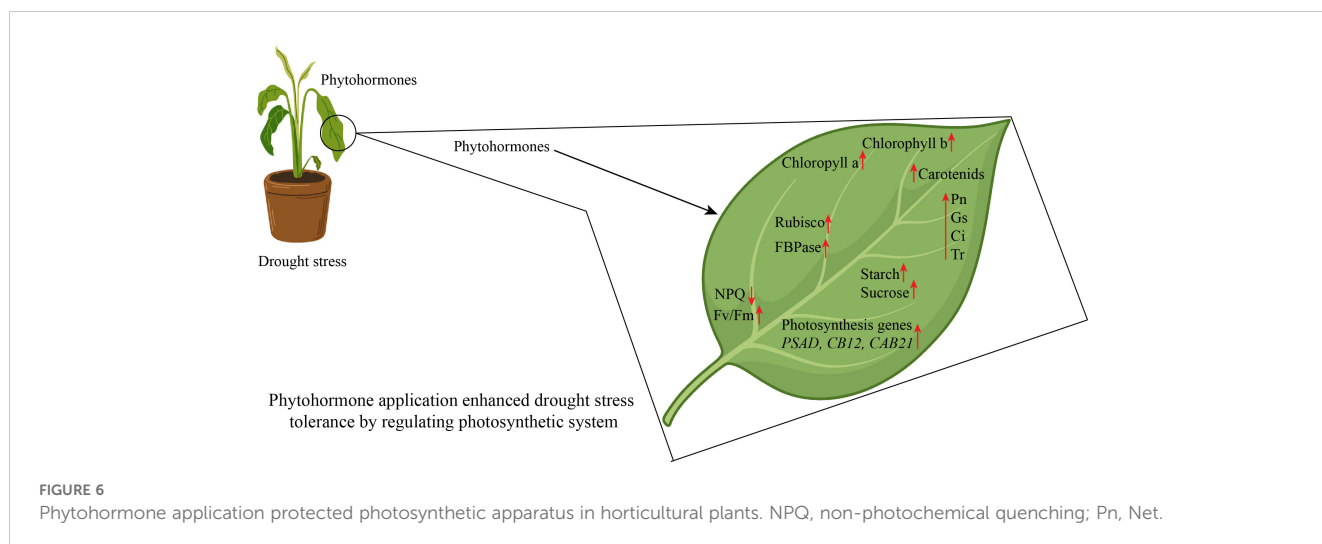 Phytohormones
Drought stress
Phytohormones
Chlorophyll b
Chloropyll a
Carotenids
Pn
Gs
Ci
Tr
Rubisco
FBPase
Starch
Sucrose
NPQ
Fv/Fm
Photosynthesis genes
PSAD, CB12, CAB21
Phytohormone application enhanced drought stress
tolerance by regulating photosynthetic system
FIGURE 6
Phytohormone application protected photosynthetic apparatus in horticultural plants. NPQ, non-photochemical quenching; Pn, Net.